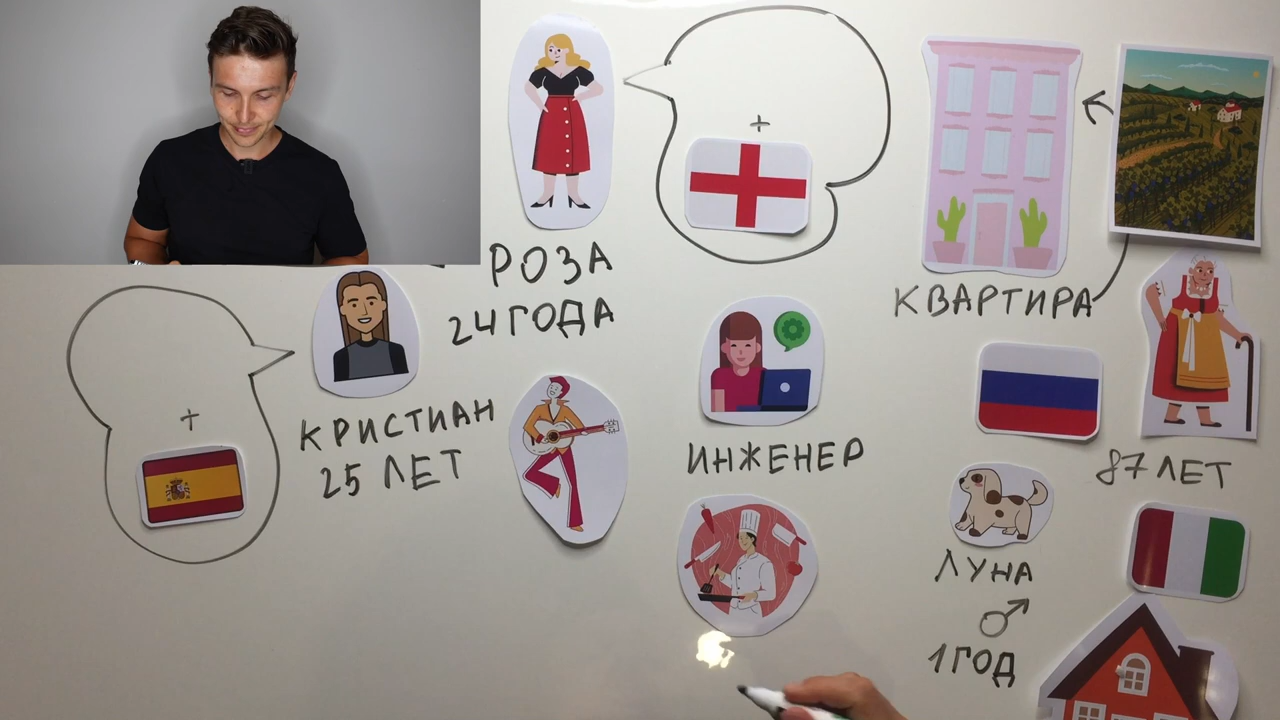 РОЗА
24 ГОДА
КВАРТИРА
КРИСТИАН
25 ЛЕТ
ИНЖЕНЕР
87 ЛЕТ
ЛУНА
1 ГОД